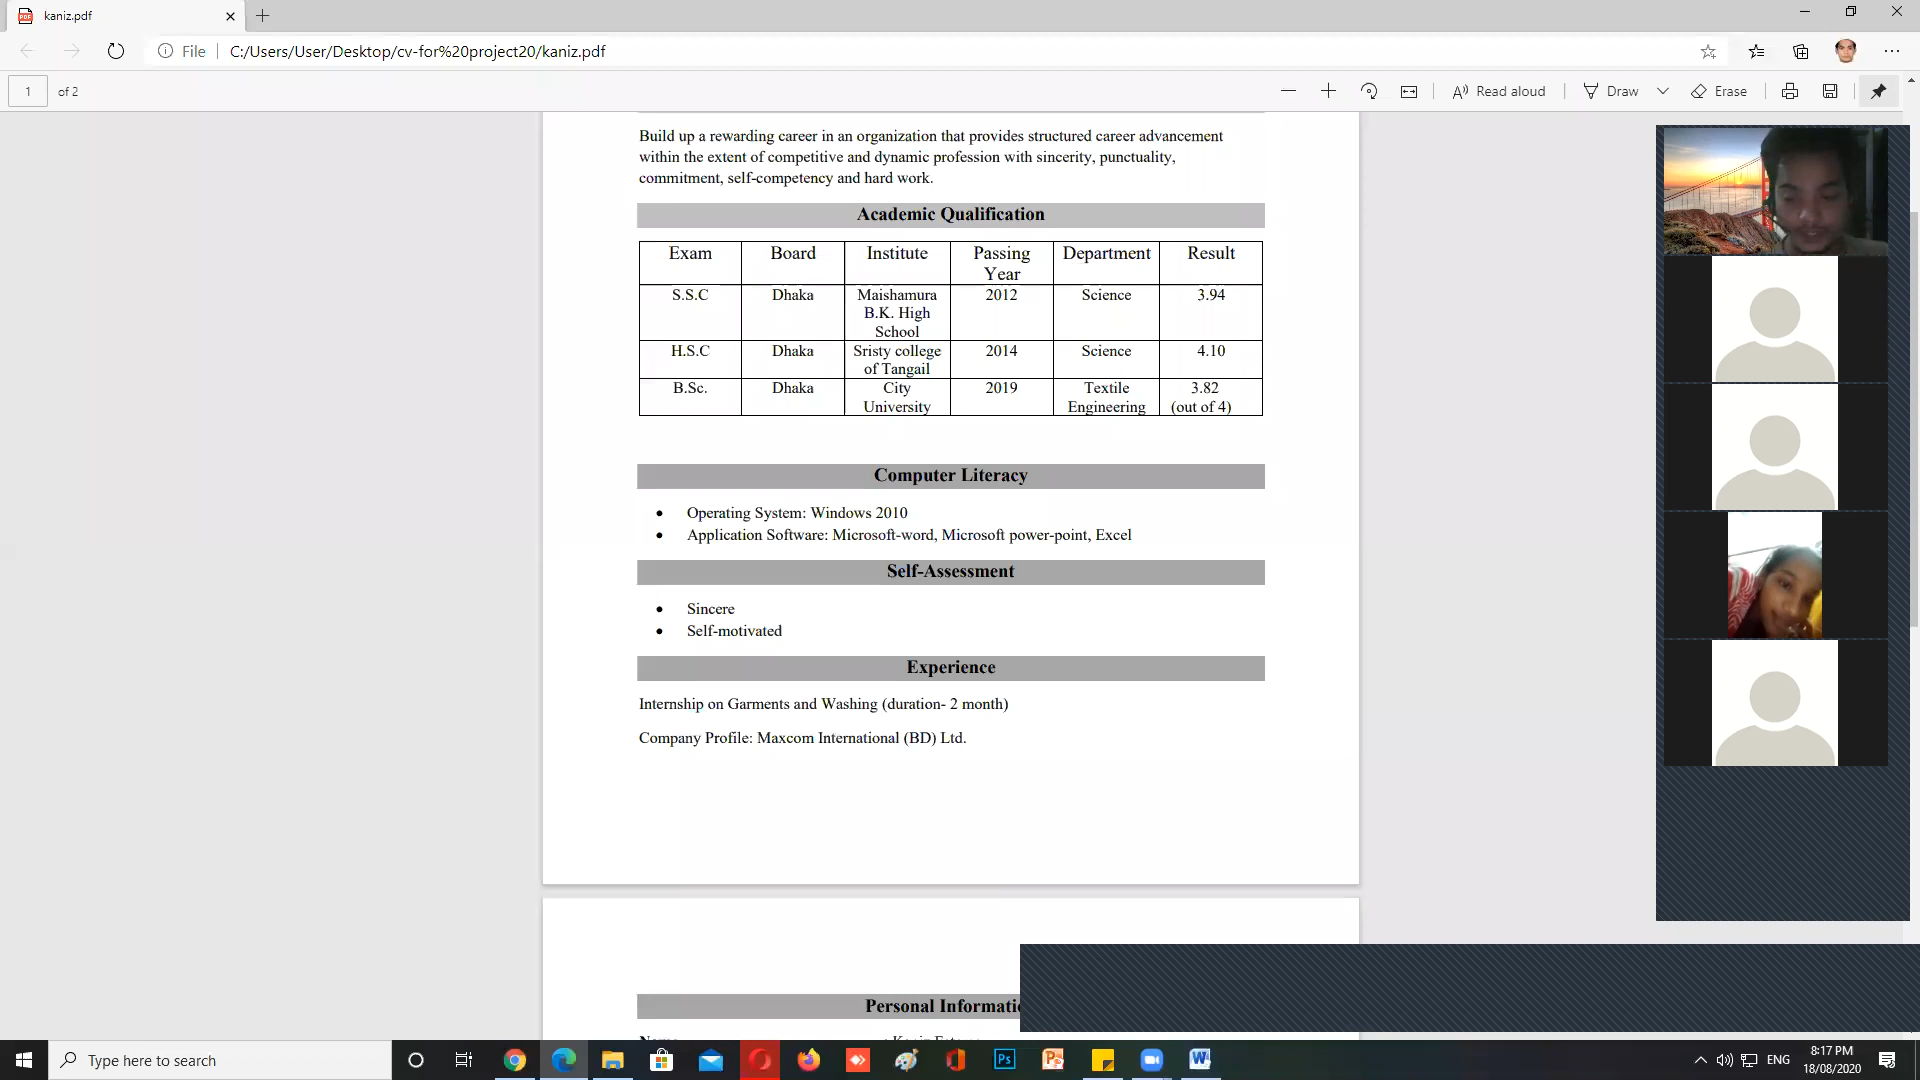 kaniz.pdf
File
C:/Users/User/Desktop/cv-for%20project20/kaniz.pdf
1 of 2
Read aloud
Draw
Erase
Build up a rewarding career in an organization that provides structured career advancement
within the extent of competitive and dynamic profession with sincerity, punctuality,
commitment, self-competency and hard work.
Academic Qualification
Exam Board Institute Passing Department Result
Year
S.S.C Dhaka Maishamura 2012 Science 3.94
B.K. High
School
H.S.C Dhaka Sristy college 2014 Science 4.10
of Tangail
B.Sc. Dhaka City 2019 Textile 3.82
University Engineering (out of 4)
Computer Literacy
• Operating System: Windows 2010
• Application Software: Microsoft-word, Microsoft power-point, Excel
Self-Assessment
• Sincere
• Self-motivated
Experience
Internship on Garments and Washing (duration- 2 month)
Company Profile: Maxcom International (BD) Ltd.
Personal Informatio
Type here to search
Ps
ENG
8:17 PM
18/08/2020